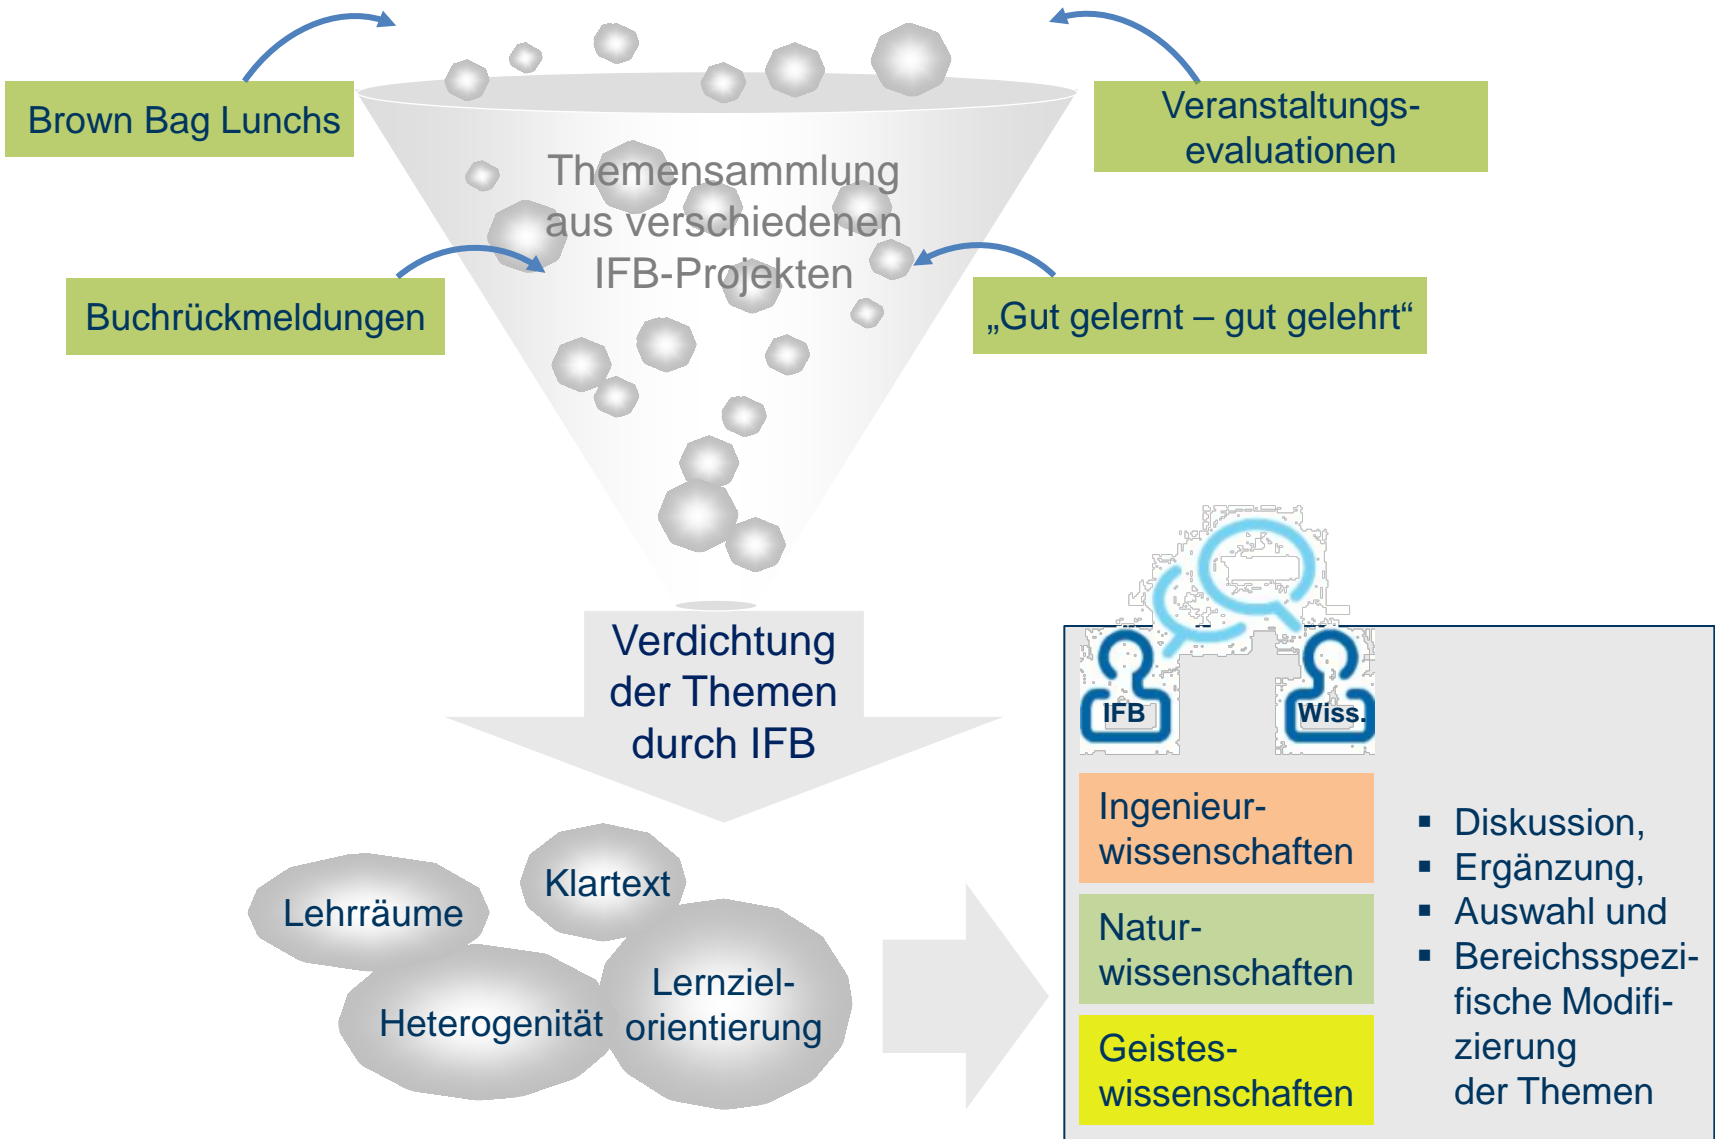 Brown Bag Lunchs
Veranstaltungs-
evaluationen
Themensammlung
aus verschiedenen
IFB-Projekten
Buchrückmeldungen
„Gut gelernt – gut gelehrt“
Verdichtung
der Themen
durch IFB
Lehrräume
Klartext
Heterogenität
Lernziel-
orientierung
IFB
Wiss.
Ingenieur-
wissenschaften
Natur-
wissenschaften
Geistes-
wissenschaften
▪ Diskussion,
▪ Ergänzung,
▪ Auswahl und
▪ Bereichsspezi-
fische Modifi-
zierung
der Themen